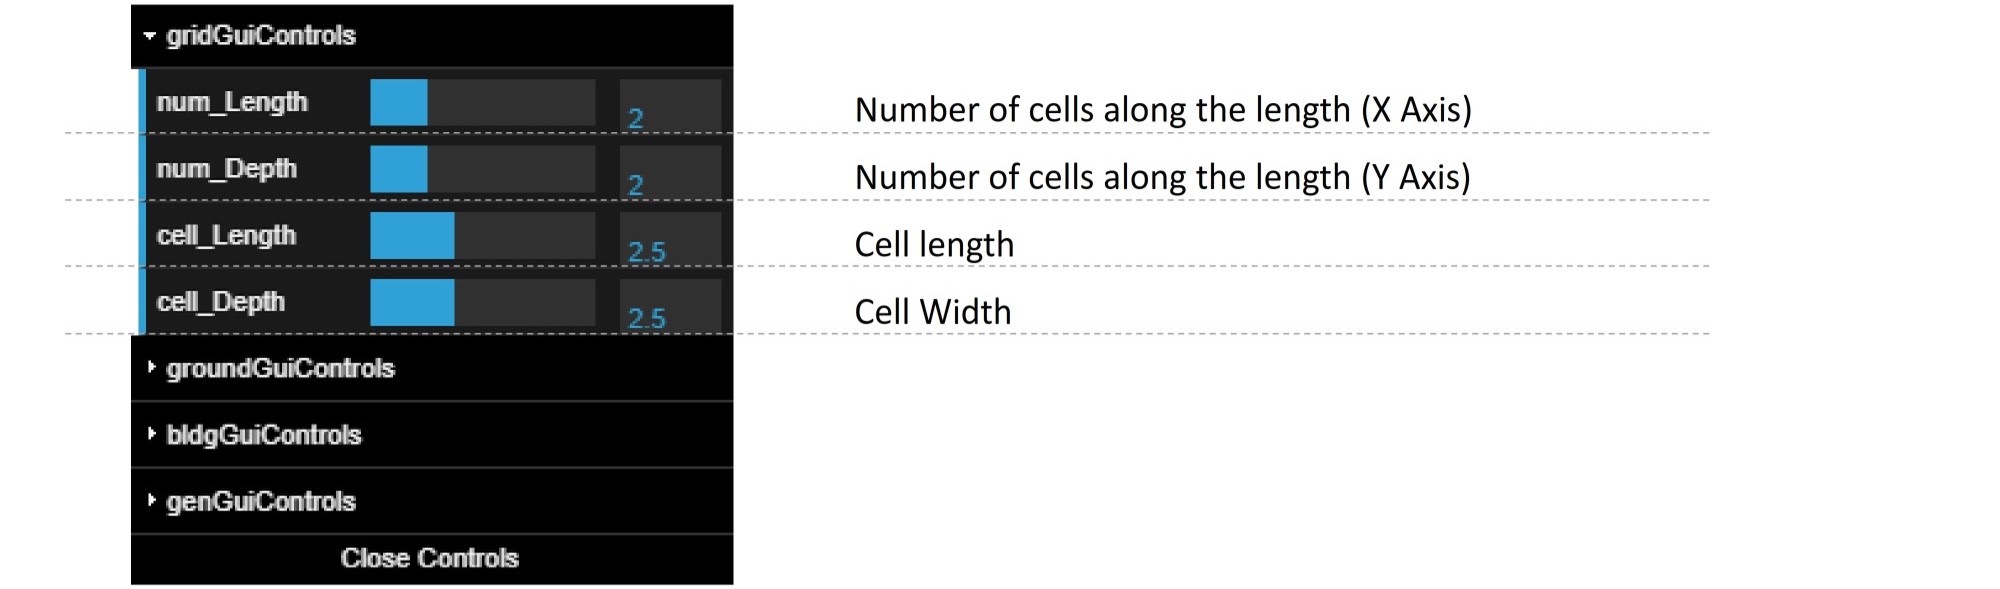 gridGuiControls
num_Length 2 Number of cells along the length (X Axis)
num_Depth 2 Number of cells along the length (Y Axis)
cell_Length 2.5 Cell length
cell_Depth 2.5 Cell Width
groundGuiControls
bldgGuiControls
genGuiControls
Close Controls